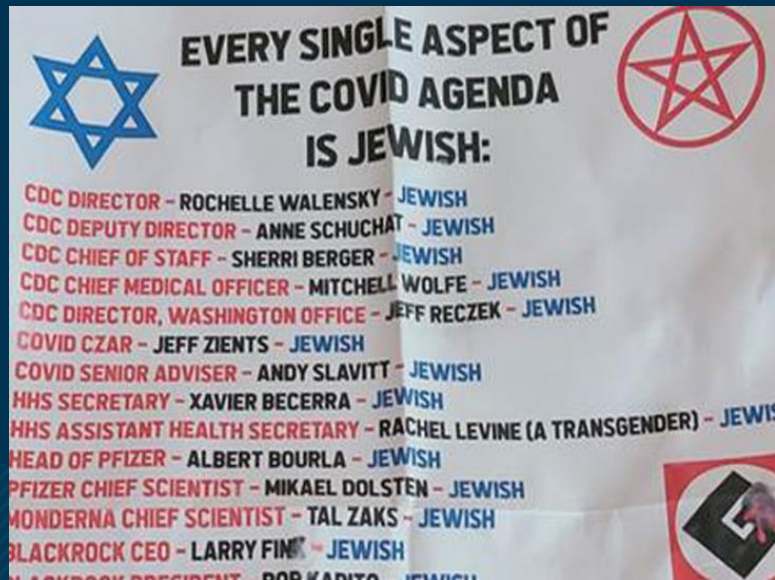 EVERY SINGLE ASPECT OF
THE COVID AGENDA
IS JEWISH:
CDC DIRECTOR - ROCHELLE WALENSKY - JEWISH
CDC DEPUTY DIRECTOR - ANNE SCHUCHAT - JEWISH
CDC CHIEF OF STAFF - SHERRI BERGER - JEWISH
CDC CHIEF MEDICAL OFFICER - MITCHELL WOLFE - JEWISH
CDC DIRECTOR, WASHINGTON OFFICE - JEFF RECZEK - JEWISH
COVID CZAR - JEFF ZIENTS - JEWISH
COVID SENIOR ADVISER - ANDY SLAVITT - JEWISH
HHS SECRETARY - XAVIER BECERRA - JEWISH
HHS ASSISTANT HEALTH SECRETARY - RACHEL LEVINE (A TRANSGENDER) - JEWIS
HEAD OF PFIZER - ALBERT BOURLA - JEWISH
PFIZER CHIEF SCIENTIST - MIKAEL DOLSTEN - JEWISH
MONDERNA CHIEF SCIENTIST - TAL ZAKS - JEWISH
BLACKROCK CEO - LARRY FINK - JEWISH